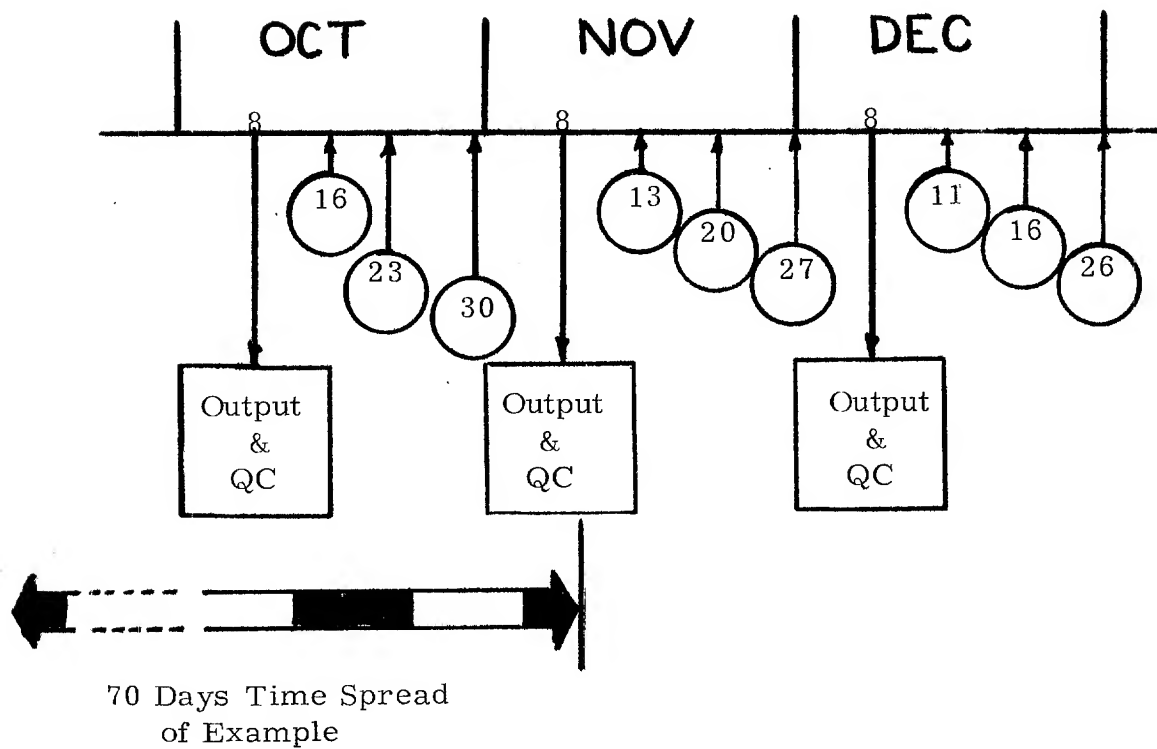 OCT NOV DEC
8 8 8
16 13 11
23 20 16
30 27 26
Output Output Output
& & &
QC QC QC
70 Days Time Spread
of Example